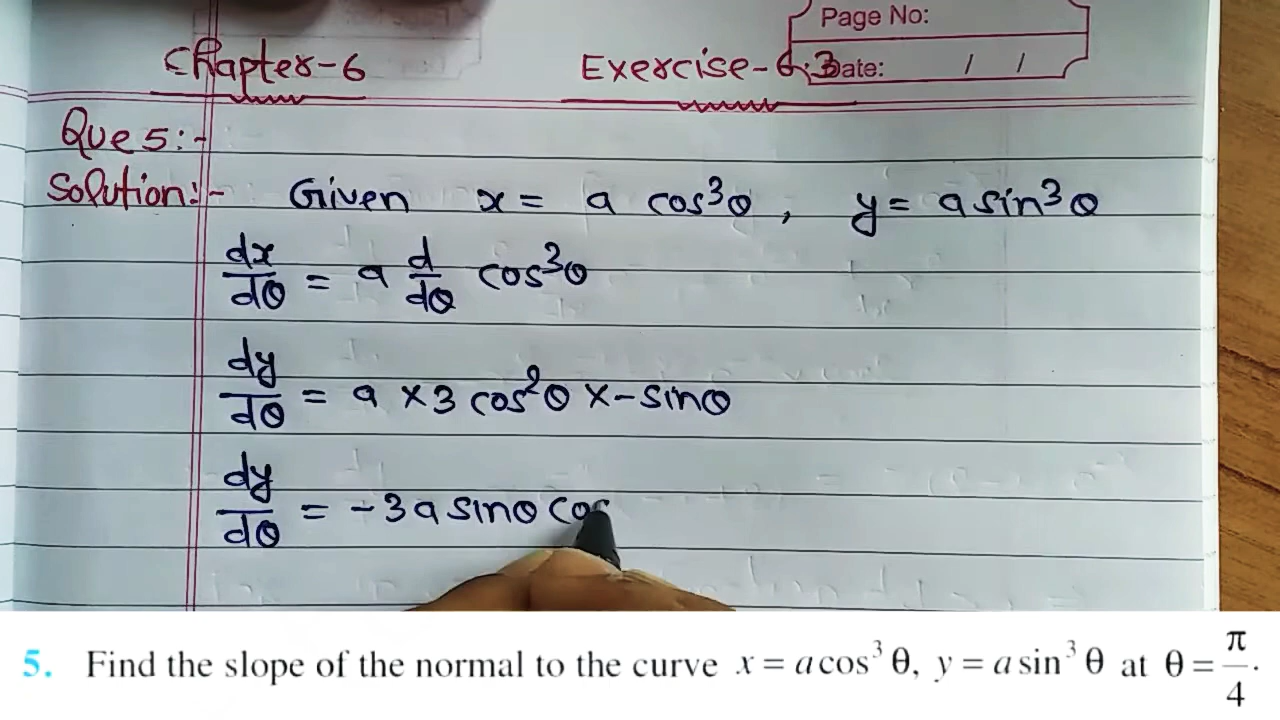 Page No:
Chapter-6 Exercise-6.3 Date: / /
Que 5:-
Solution:- Given x = a cos³θ, y = a sin³θ
dx/dθ = a d/dθ cos³θ
dy/dθ = a × 3 cos²θ × -sinθ
dy/dθ = -3a sinθ cos
5. Find the slope of the normal to the curve x = a cos³ θ, y = a sin³ θ at θ = π/4.